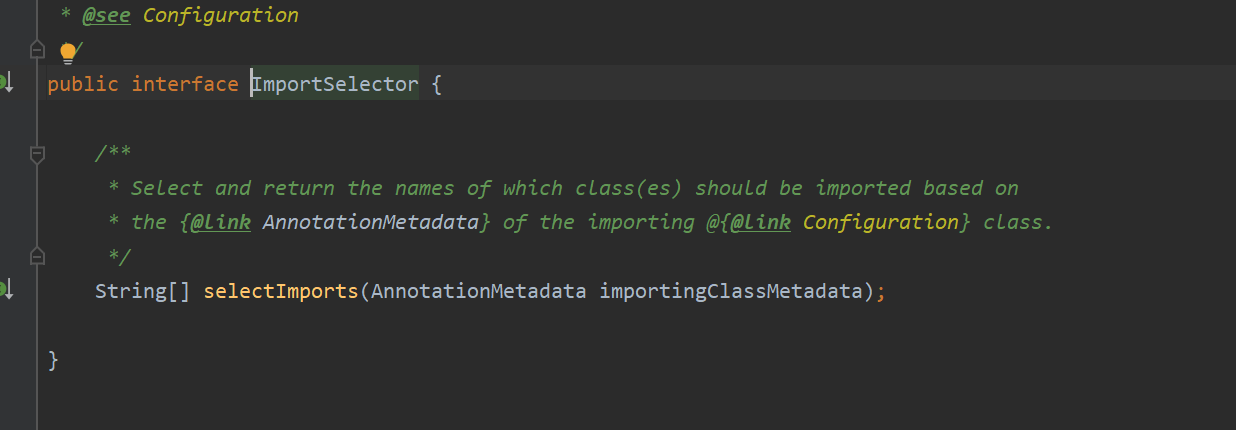 * @see Configuration
*/
public interface ImportSelector {
/**
* Select and return the names of which class(es) should be imported based on
* the {@link AnnotationMetadata} of the importing @{@link Configuration} class.
*/
String[] selectImports(AnnotationMetadata importingClassMetadata);
}